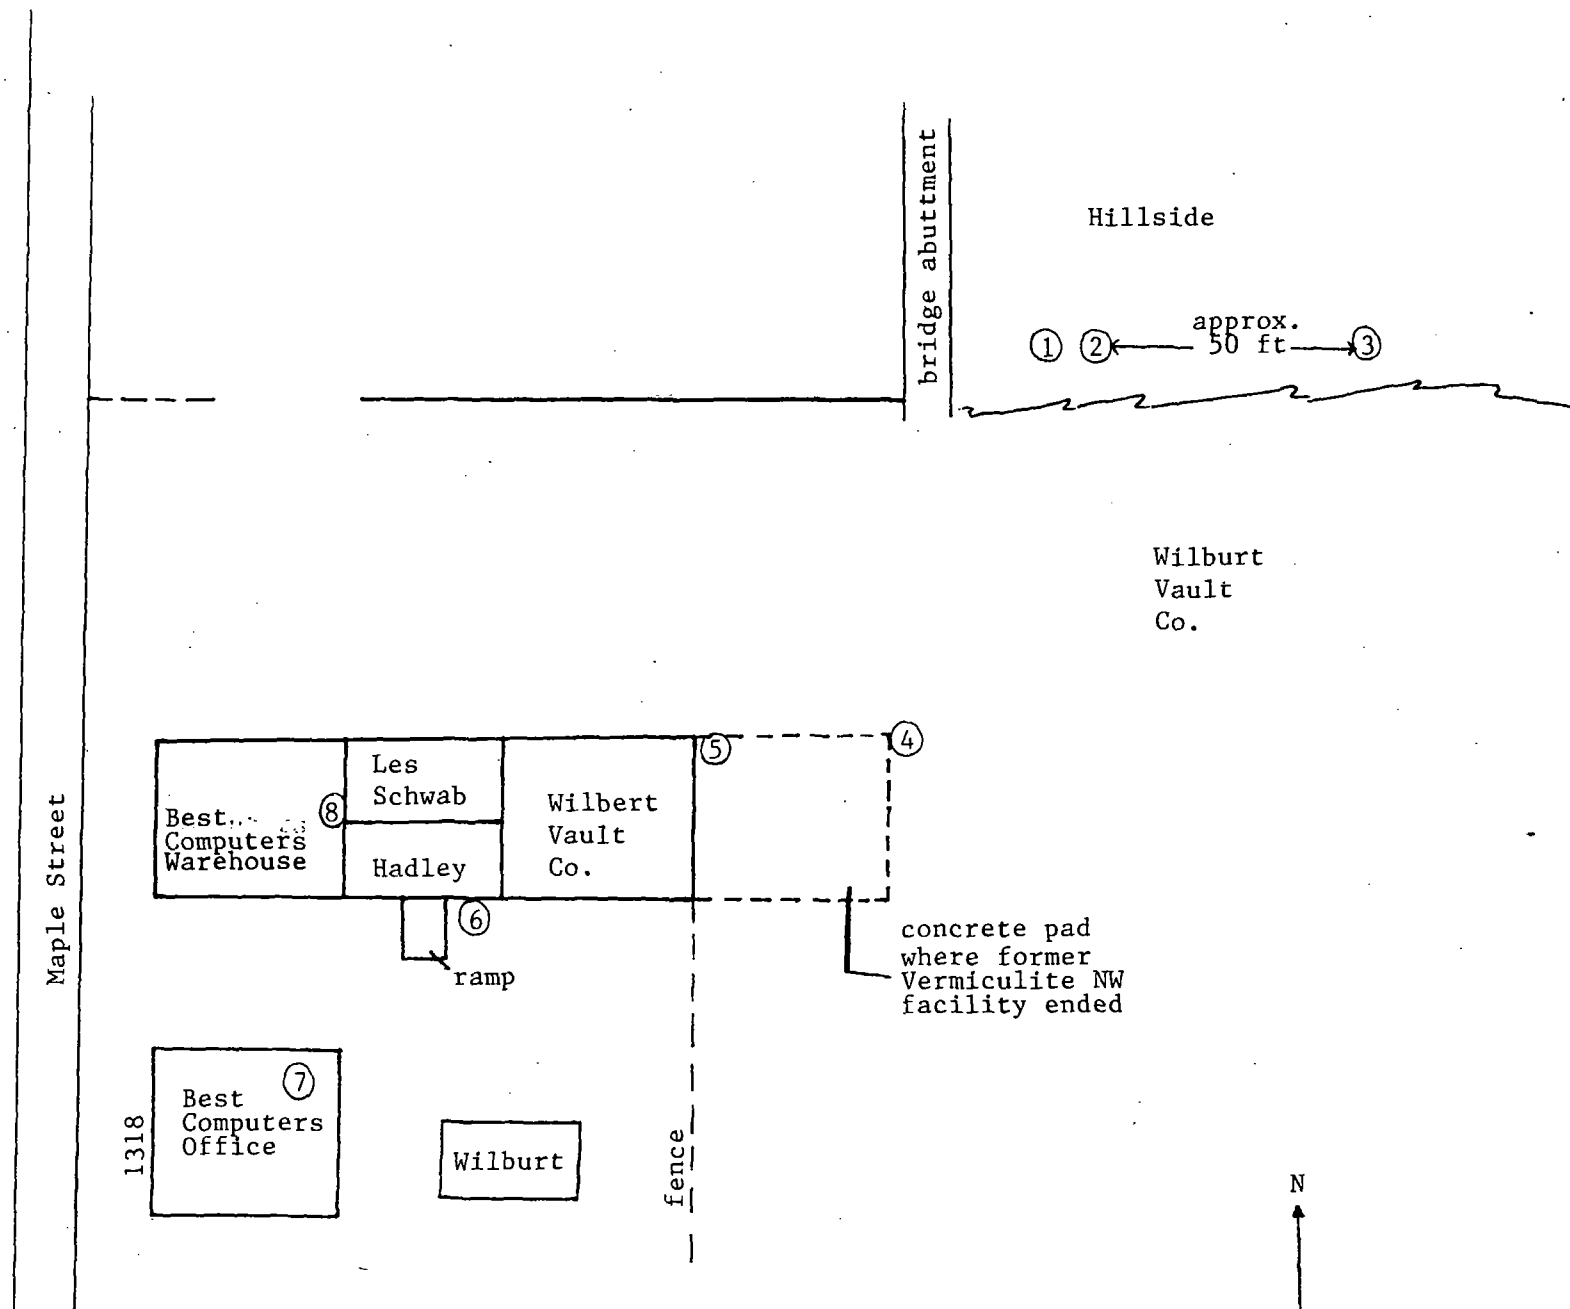 bridge abuttment
Hillside
approx.
1 2 50 ft 3
Wilburt
Vault
Co.
Maple Street
Best
Computers
Warehouse
8
Les
Schwab
Hadley
Wilbert
Vault
Co.
5
4
6
ramp
concrete pad
where former
Vermiculite NW
facility ended
1318
Best
Computers
Office
7
Wilburt
fence
N